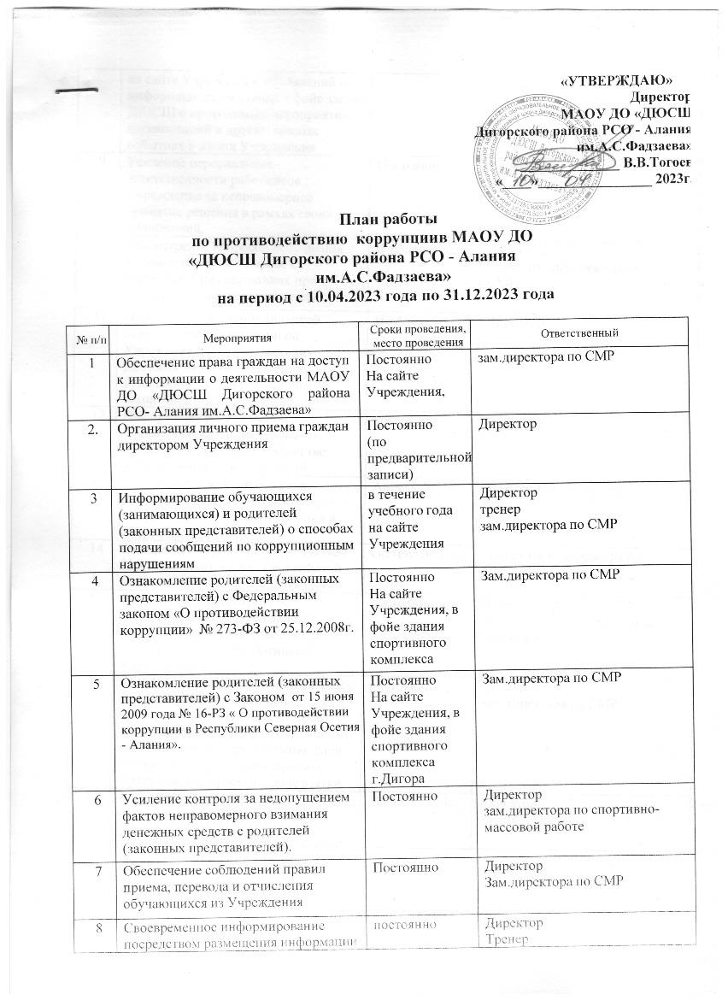 «УТВЕРЖДАЮ»
Директор
МАОУ ДО «ДЮСШ
Дигорского района РСО - Алания
им.А.С.Фадзаева»
В.В.Тогоев
« 10 » 04 2023г.
План работы
по противодействию коррупциив МАОУ ДО
«ДЮСШ Дигорского района РСО - Алания
им.А.С.Фадзаева»
на период с 10.04.2023 года по 31.12.2023 года
№ п/п Мероприятия Сроки проведения, место проведения Ответственный
1 Обеспечение права граждан на доступ Постоянно зам.директора по СМР
к информации о деятельности МАОУ На сайте
ДО «ДЮСШ Дигорского района Учреждения,
РСО- Алания им.А.С.Фадзаева»
2. Организация личного приема граждан Постоянно Директор
директором Учреждения (по
предварительной
записи)
3 Информирование обучающихся в течение Директор
(занимающихся) и родителей учебного года тренер
(законных представителей) о способах на сайте зам.директора по СМР
подачи сообщений по коррупционным Учреждения
нарушениям
4 Ознакомление родителей (законных Постоянно Зам.директора по СМР
представителей) с Федеральным На сайте
законом «О противодействии Учреждения, в
коррупции» № 273-ФЗ от 25.12.2008г. фойе здания
спортивного
комплекса
5 Ознакомление родителей (законных Постоянно Зам.директора по СМР
представителей) с Законом от 15 июня На сайте
2009 года № 16-РЗ « О противодействии Учреждения, в
коррупции в Республики Северная Осетия фойе здания
- Алания». спортивного
комплекса
г.Дигора
6 Усиление контроля за недопущением Постоянно Директор
фактов неправомерного взимания зам.директора по спортивно-
денежных средств с родителей массовой работе
(законных представителей).
7 Обеспечение соблюдений правил Постоянно Директор
приема, перевода и отчисления Зам.директора по СМР
обучающихся из Учреждения
8 Своевременное информирование постоянно Директор
посредством размещения информации Тренер